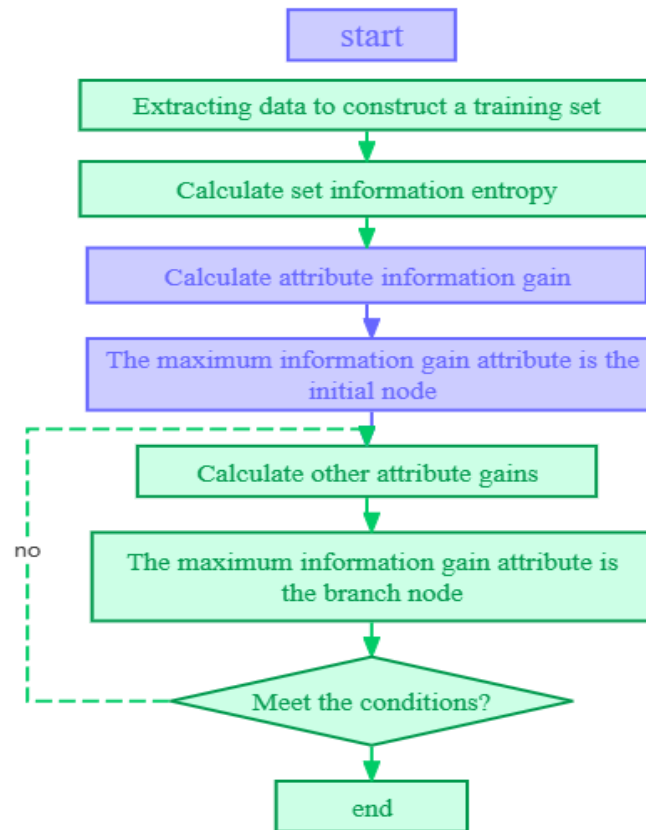 start
Extracting data to construct a training set
Calculate set information entropy
Calculate attribute information gain
The maximum information gain attribute is the
initial node
Calculate other attribute gains
no
The maximum information gain attribute is
the branch node
Meet the conditions?
end